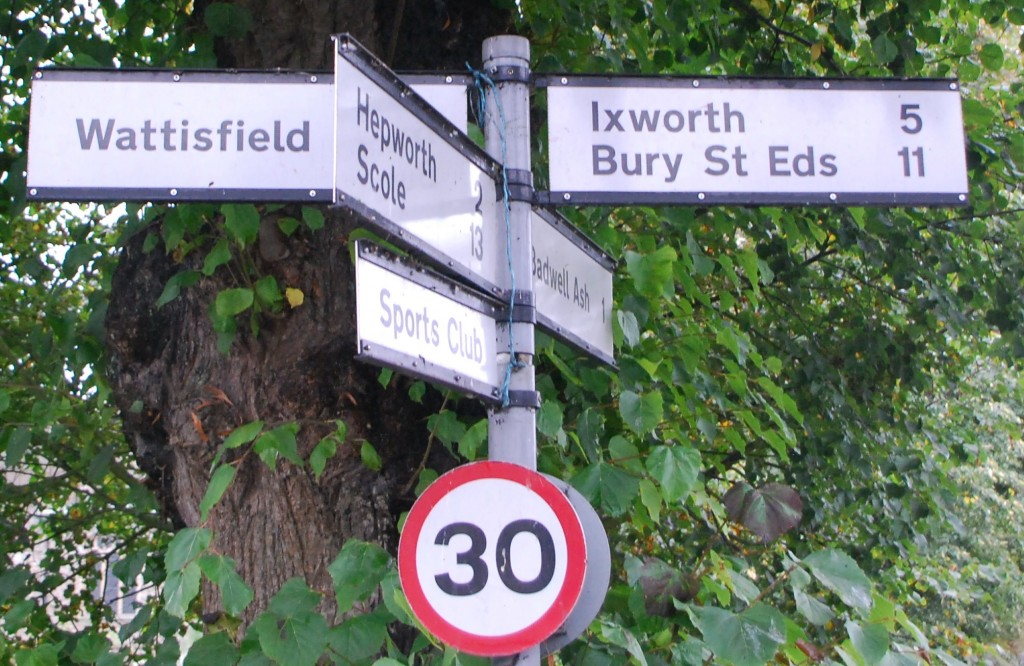 Wattisfield
Hepworth 2
Scole 13
Sports Club
Ixworth 5
Bury St Eds 11
Badwell Ash 1
30